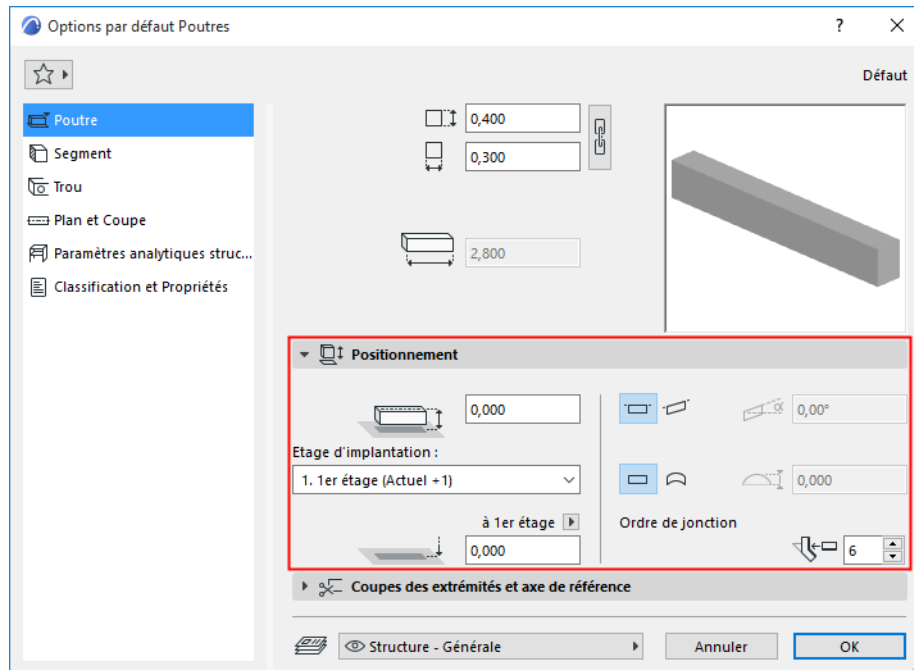 Options par défaut Poutres
?
Défaut
Poutre
Segment
Trou
Plan et Coupe
Paramètres analytiques struc...
Classification et Propriétés
0,400
0,300
2,800
Positionnement
0,000
α 0,00°
Etage d'implantation :
1. 1er étage (Actuel +1)
0,000
à 1er étage
Ordre de jonction
0,000
6
Coupes des extrémités et axe de référence
Structure - Générale
Annuler
OK